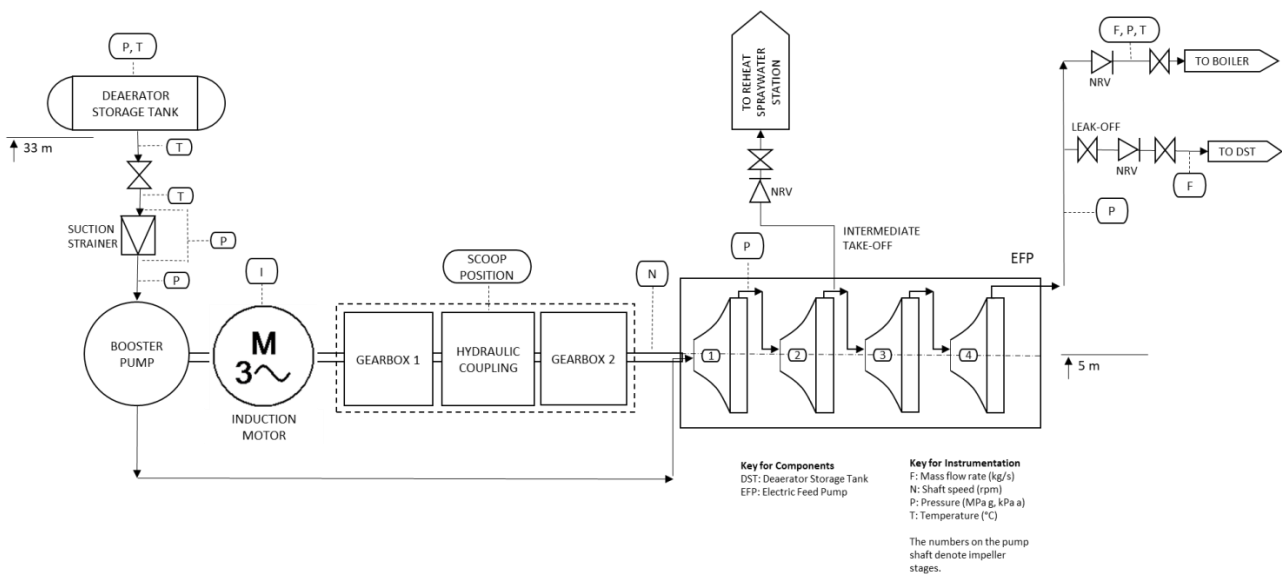 P, T
DEAERATOR
STORAGE TANK
33 m
T
T
SUCTION
STRAINER
P
P
BOOSTER
PUMP
I
M
3
INDUCTION
MOTOR
SCOOP
POSITION
GEARBOX 1
HYDRAULIC
COUPLING
GEARBOX 2
N
TO REHEAT
SPRAYWATER
STATION
NRV
INTERMEDIATE
TAKE-OFF
P
EFP
1
2
3
4
5 m
F, P, T
NRV
TO BOILER
LEAK-OFF
NRV
TO DST
F
P
Key for Components
DST: Deaerator Storage Tank
EFP: Electric Feed Pump
Key for Instrumentation
F: Mass flow rate (kg/s)
N: Shaft speed (rpm)
P: Pressure (MPa g, kPa a)
T: Temperature (°C)
The numbers on the pump
shaft denote impeller
stages.